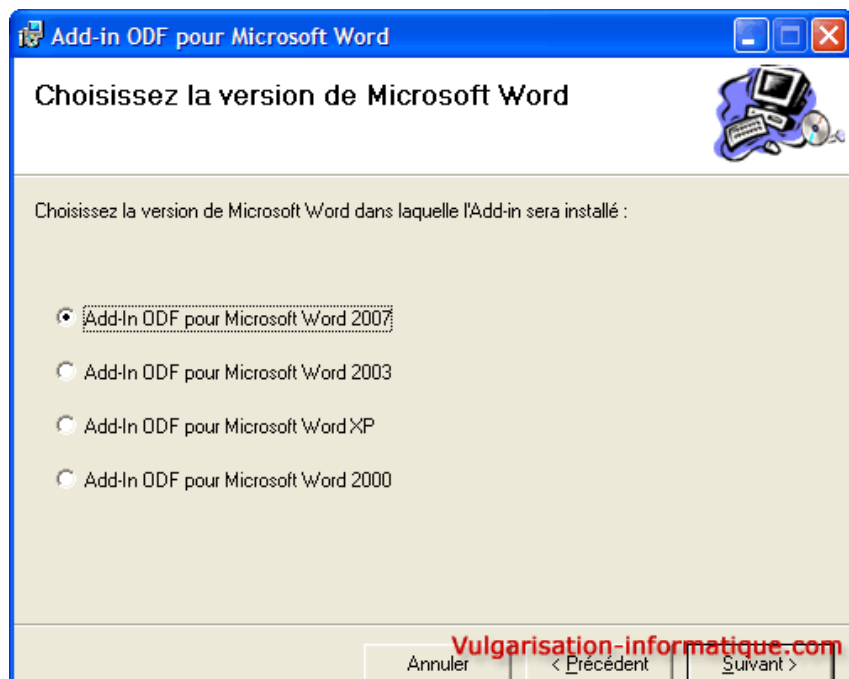 Add-in ODF pour Microsoft Word
Choisissez la version de Microsoft Word
Choisissez la version de Microsoft Word dans laquelle l'Add-in sera installé :
Add-In ODF pour Microsoft Word 2007
Add-In ODF pour Microsoft Word 2003
Add-In ODF pour Microsoft Word XP
Add-In ODF pour Microsoft Word 2000
Vulgarisation-informatique.com
Annuler < Précédent Suivant >